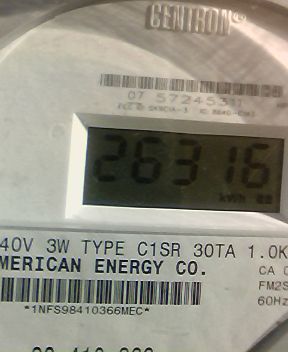 CENTRON®
07 57245311
26316
kWh
40V 3W TYPE C1SR 30TA 1.0K
MERICAN ENERGY CO.
CA 0
FM2S
60Hz
*1NFS98410366MEC*